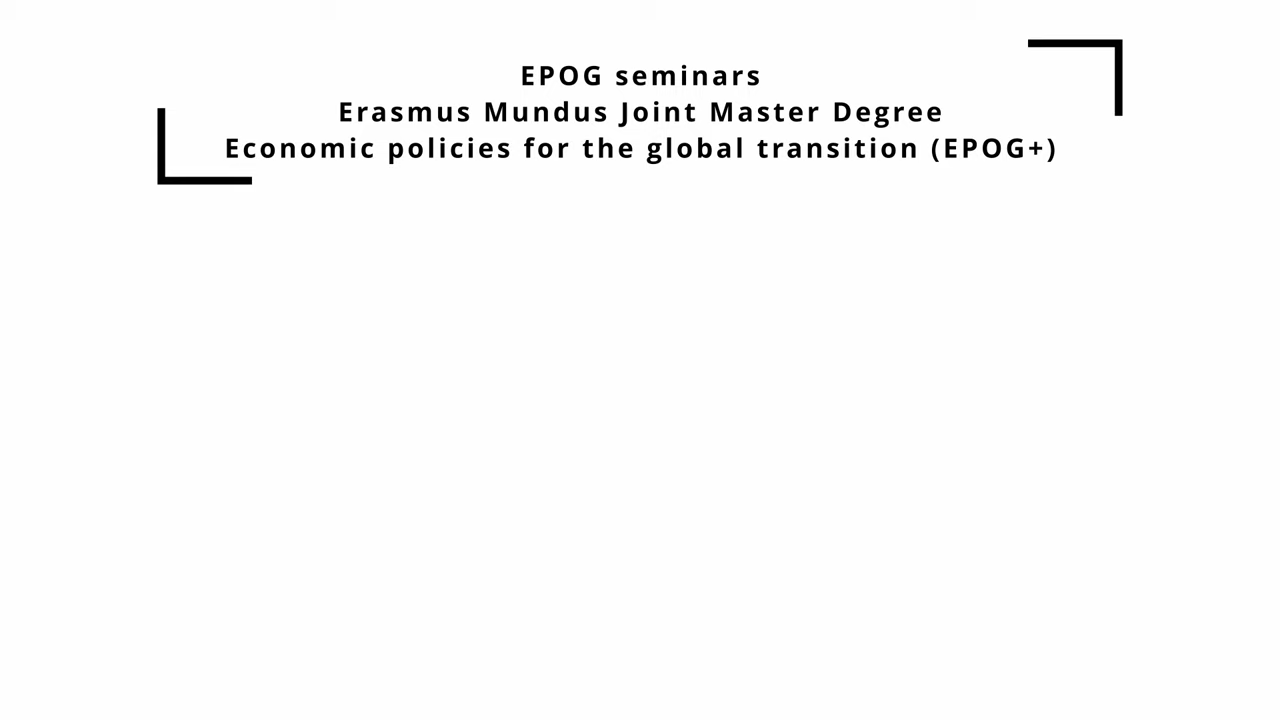 EPOG seminars
Erasmus Mundus Joint Master Degree
Economic policies for the global transition (EPOG+)